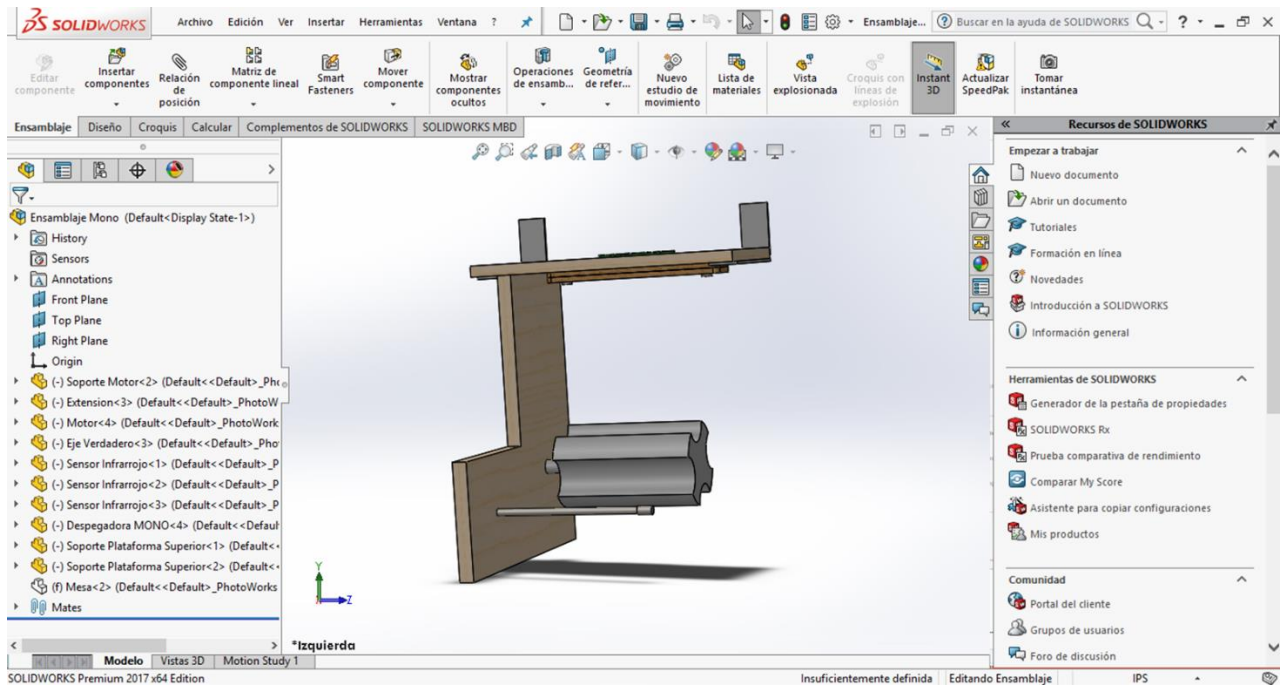 SOLIDWORKS
Archivo Edición Ver Insertar Herramientas Ventana ?
Ensamblaje... Buscar en la ayuda de SOLIDWORKS ?
Editar componente
Insertar componentes
Relación de posición
Matriz de componente lineal
Smart Fasteners
Mover componente
Mostrar componentes ocultos
Operaciones de ensamb...
Geometría de refer...
Nuevo estudio de movimiento
Lista de materiales
Vista explosionada
Croquis con líneas de explosión
Instant 3D
Actualizar SpeedPak
Tomar instantánea
Ensamblaje Diseño Croquis Calcular Complementos de SOLIDWORKS SOLIDWORKS MBD
Ensamblaje Mono (Default<Display State-1>)
History
Sensors
Annotations
Front Plane
Top Plane
Right Plane
Origin
(-) Soporte Motor<2> (Default<<Default>_Pho
(-) Extension<3> (Default<<Default>_PhotoW
(-) Motor<4> (Default<<Default>_PhotoWork
(-) Eje Verdadero<3> (Default<<Default>_Pho
(-) Sensor Infrarrojo<1> (Default<<Default>_P
(-) Sensor Infrarrojo<2> (Default<<Default>_P
(-) Sensor Infrarrojo<3> (Default<<Default>_P
(-) Despegadora MONO<4> (Default<<Defaul
(-) Soporte Plataforma Superior<1> (Default<
(-) Soporte Plataforma Superior<2> (Default<
(f) Mesa<2> (Default<<Default>_PhotoWorks
Mates
Y
Z
*Izquierda
Recursos de SOLIDWORKS
Empezar a trabajar
Nuevo documento
Abrir un documento
Tutoriales
Formación en línea
Novedades
Introducción a SOLIDWORKS
Información general
Herramientas de SOLIDWORKS
Generador de la pestaña de propiedades
SOLIDWORKS Rx
Prueba comparativa de rendimiento
Comparar My Score
Asistente para copiar configuraciones
Mis productos
Comunidad
Portal del cliente
Grupos de usuarios
Foro de discusión
Modelo Vistas 3D Motion Study 1
SOLIDWORKS Premium 2017 x64 Edition
Insuficientemente definida Editando Ensamblaje IPS